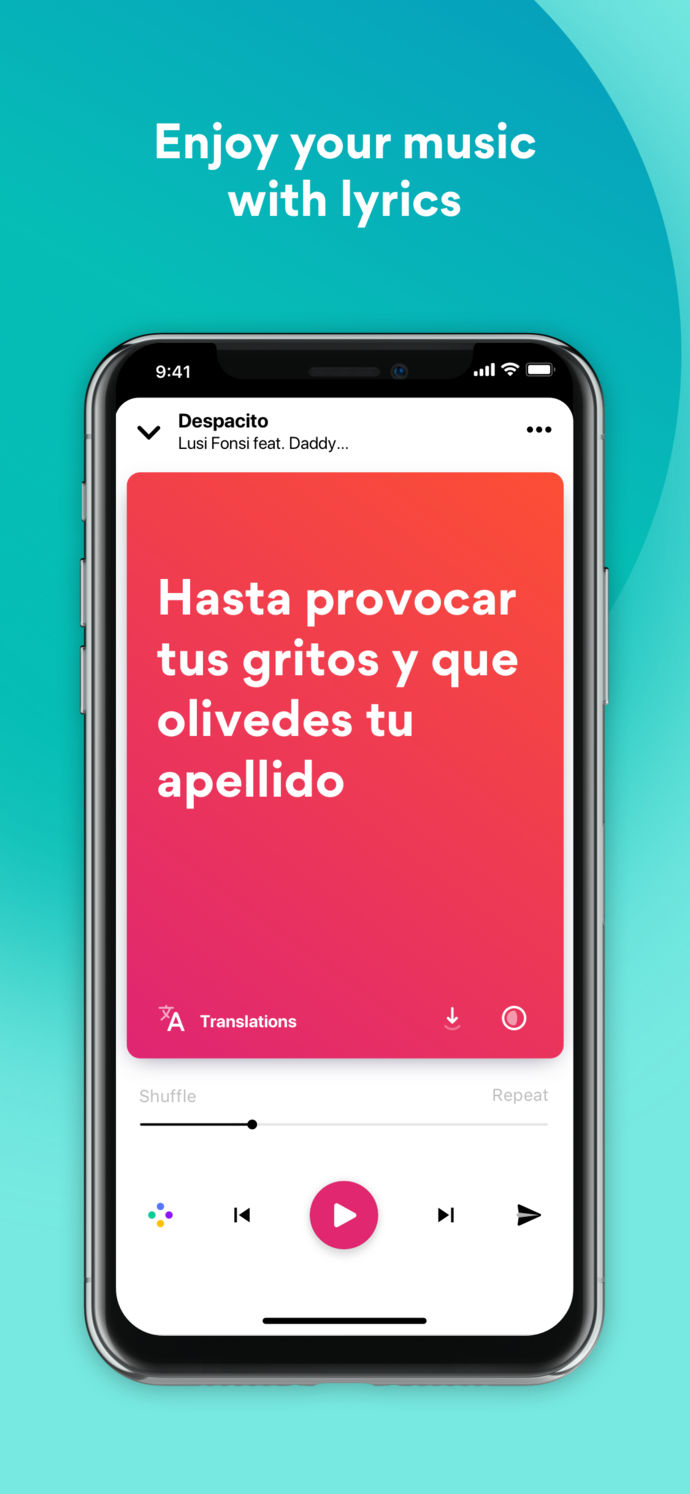 Enjoy your music
with lyrics
9:41
Despacito
Lusi Fonsi feat. Daddy...
Hasta provocar
tus gritos y que
olivedes tu
apellido
Translations
Shuffle
Repeat